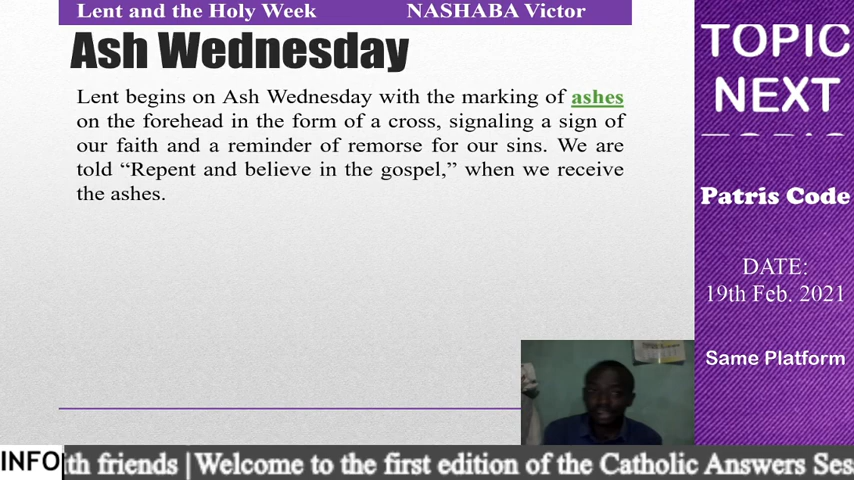 Lent and the Holy Week NASHABA Victor
Ash Wednesday
Lent begins on Ash Wednesday with the marking of ashes
on the forehead in the form of a cross, signaling a sign of
our faith and a reminder of remorse for our sins. We are
told “Repent and believe in the gospel,” when we receive
the ashes.
TOPIC
NEXT
Patris Code
DATE:
19th Feb, 2021
Same Platform
INFO th friends | Welcome to the first edition of the Catholic Answers Ses